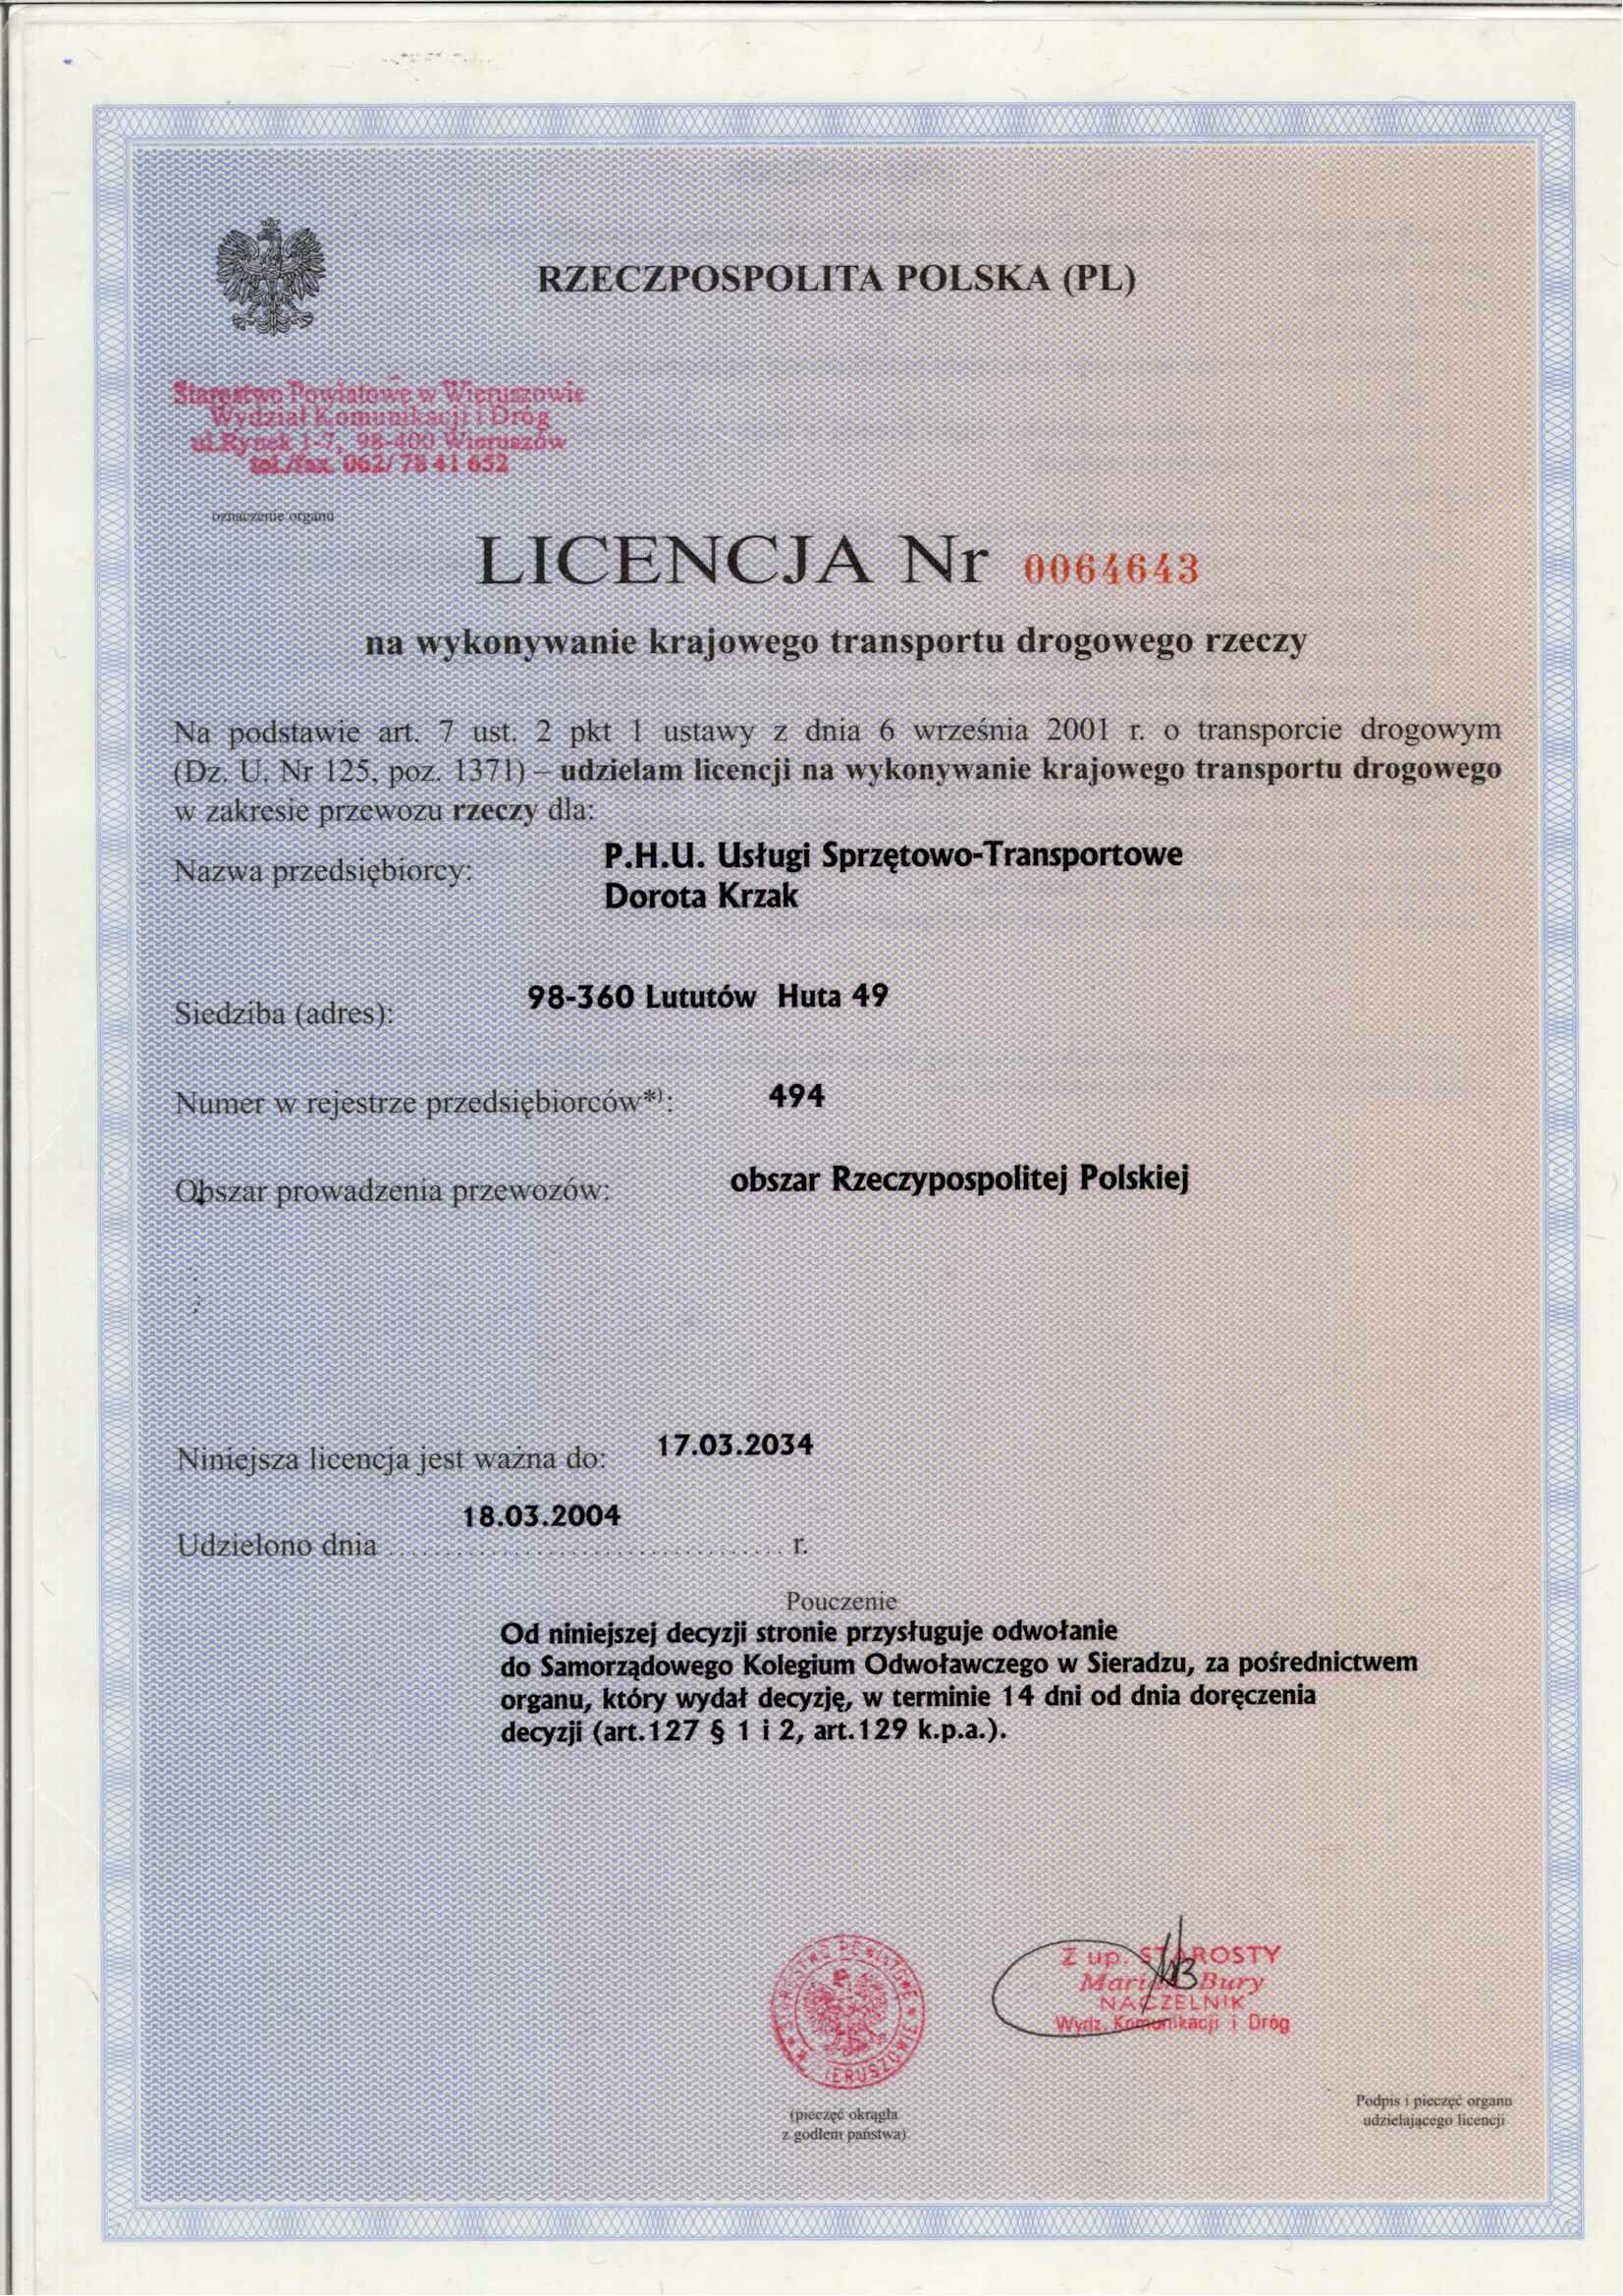 RZECZPOSPOLITA POLSKA (PL)
Starostwo Powiatowe w Wieruszowie
Wydział Komunikacji i Dróg
ul.Rynek 1-7, 98-400 Wieruszów
tel./fax. 062/ 78 41 652
oznaczenie organu
LICENCJA Nr 0064643
na wykonywanie krajowego transportu drogowego rzeczy
Na podstawie art. 7 ust. 2 pkt 1 ustawy z dnia 6 września 2001 r. o transporcie drogowym
(Dz. U. Nr 125, poz. 1371) – udzielam licencji na wykonywanie krajowego transportu drogowego
w zakresie przewozu rzeczy dla:
Nazwa przedsiębiorcy: P.H.U. Usługi Sprzętowo-Transportowe
Dorota Krzak
Siedziba (adres): 98-360 Lututów Huta 49
Numer w rejestrze przedsiębiorców*): 494
Obszar prowadzenia przewozów: obszar Rzeczypospolitej Polskiej
Niniejsza licencja jest ważna do: 17.03.2034
18.03.2004
Udzielono dnia .................................... r.
Pouczenie
Od niniejszej decyzji stronie przysługuje odwołanie
do Samorządowego Kolegium Odwoławczego w Sieradzu, za pośrednictwem
organu, który wydał decyzję, w terminie 14 dni od dnia doręczenia
decyzji (art.127 § 1 i 2, art.129 k.p.a.).
STAROSTWO POWIATOWE W WIERUSZOWIE
Z up. STAROSTY
Bury
NACZELNIK
Wydz. Komunikacji i Dróg
(pieczęć okrągła
z godłem państwa)
Podpis i pieczęć organu
udzielającego licencji